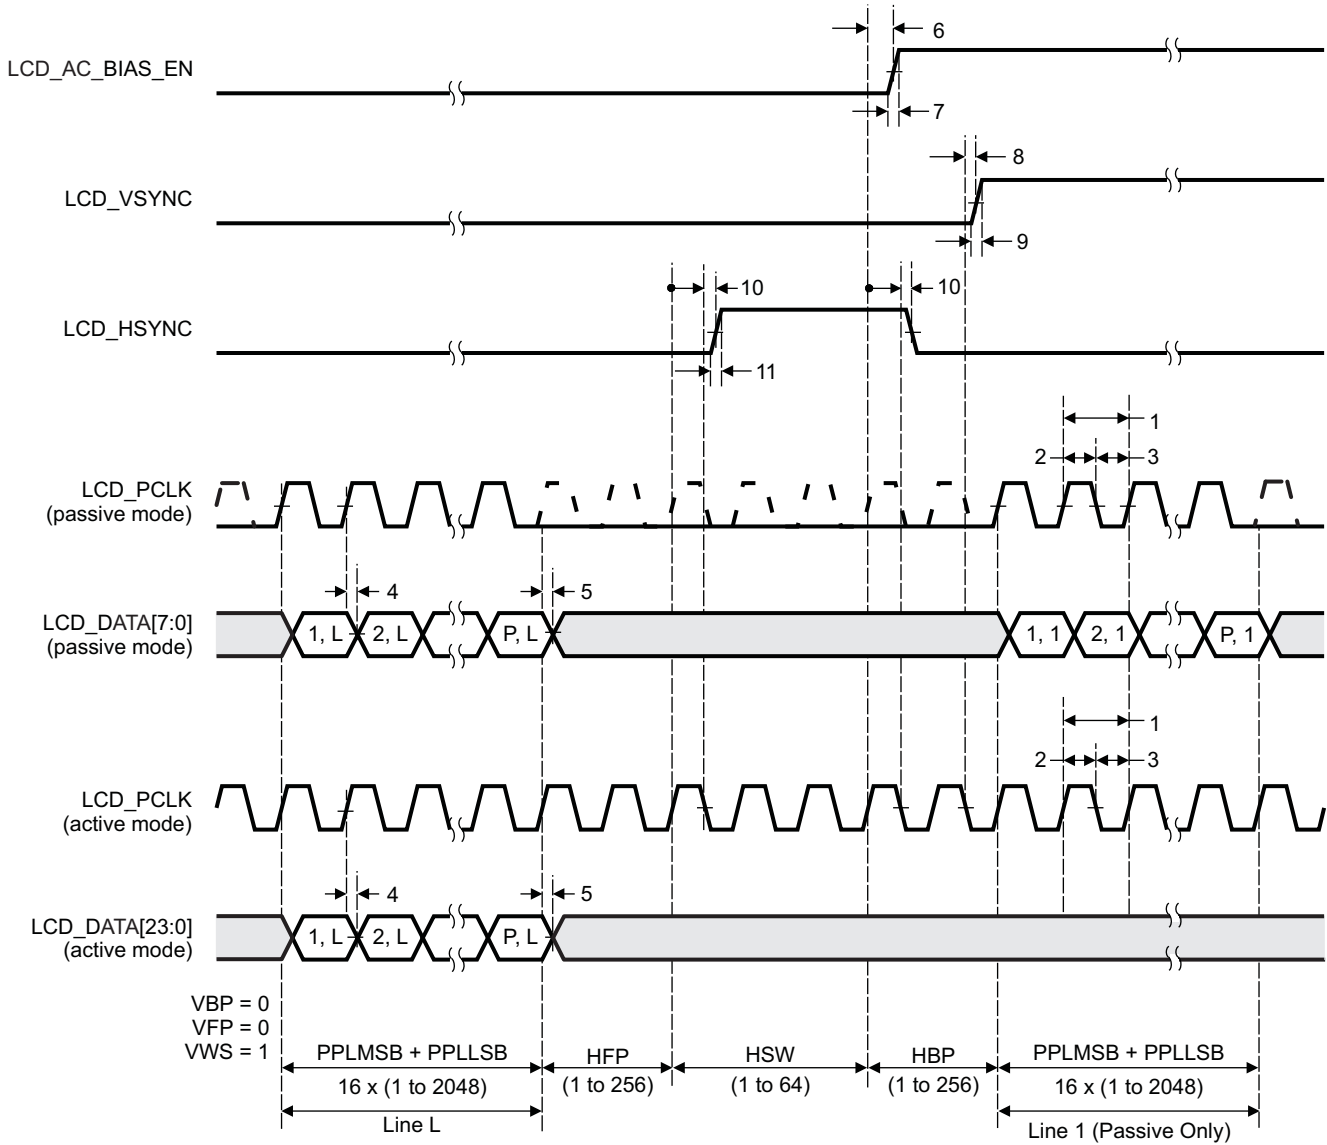 6
LCD_AC_BIAS_EN
7
8
LCD_VSYNC
9
10
10
LCD_HSYNC
11
1
2
3
LCD_PCLK
(passive mode)
4
5
LCD_DATA[7:0]
(passive mode)
1, L
2, L
P, L
1, 1
2, 1
P, 1
1
2
3
LCD_PCLK
(active mode)
4
5
LCD_DATA[23:0]
(active mode)
1, L
2, L
P, L
VBP = 0
VFP = 0
VWS = 1
PPLMSB + PPLLSB
16 x (1 to 2048)
Line L
HFP
(1 to 256)
HSW
(1 to 64)
HBP
(1 to 256)
PPLMSB + PPLLSB
16 x (1 to 2048)
Line 1 (Passive Only)